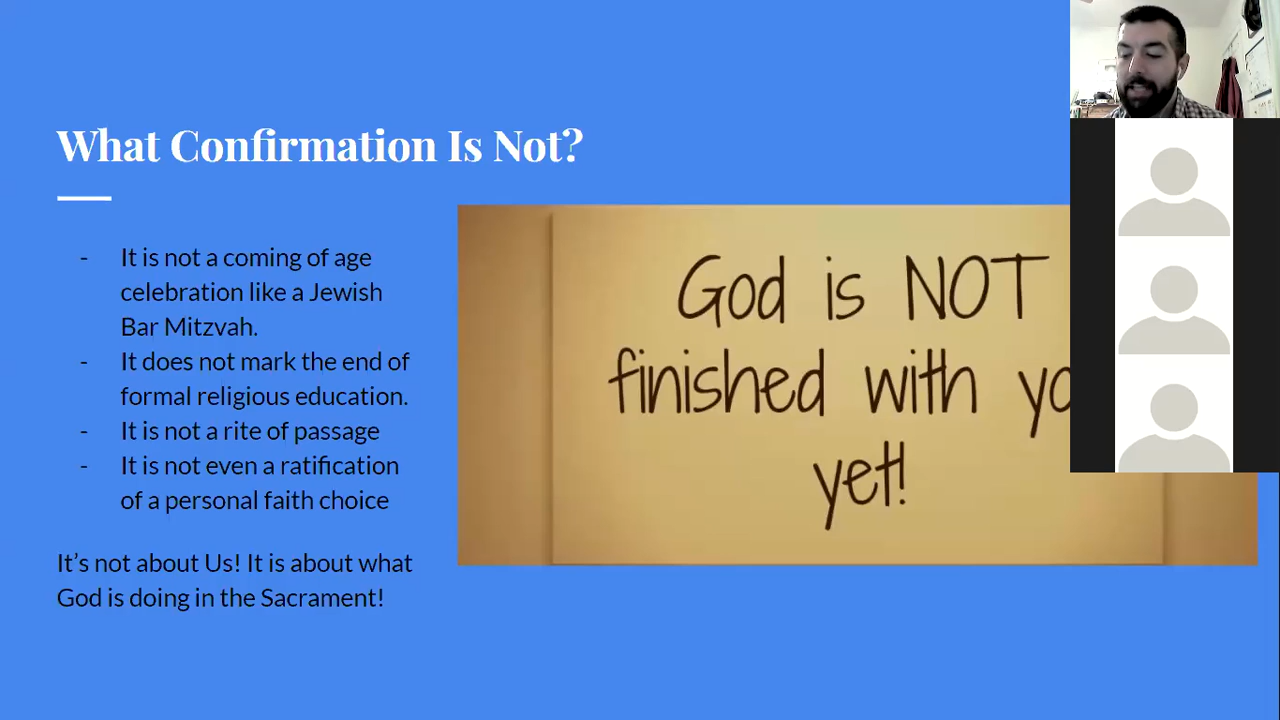 What Confirmation Is Not?
- It is not a coming of age
celebration like a Jewish
Bar Mitzvah.
- It does not mark the end of
formal religious education.
- It is not a rite of passage
- It is not even a ratification
of a personal faith choice
It's not about Us! It is about what
God is doing in the Sacrament!
God is NOT
finished with yo
yet!